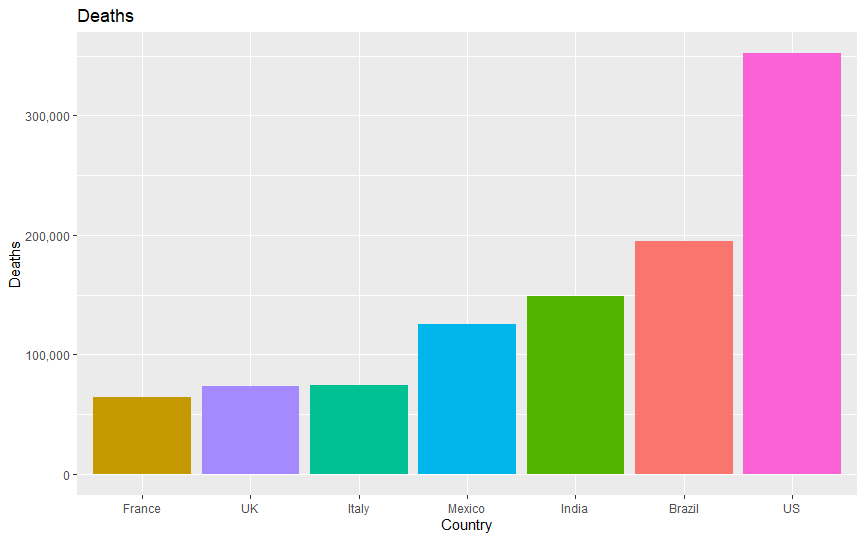 Deaths
Deaths
300,000
200,000
100,000
0
France UK Italy Mexico India Brazil US
Country